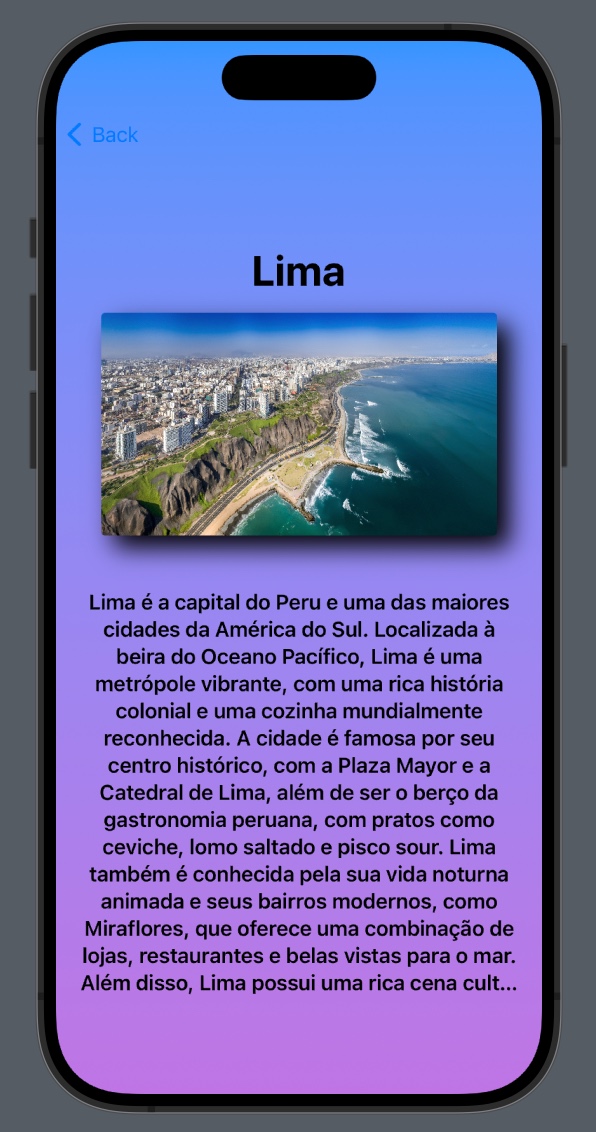 Back
Lima
Lima é a capital do Peru e uma das maiores
cidades da América do Sul. Localizada à
beira do Oceano Pacífico, Lima é uma
metrópole vibrante, com uma rica história
colonial e uma cozinha mundialmente
reconhecida. A cidade é famosa por seu
centro histórico, com a Plaza Mayor e a
Catedral de Lima, além de ser o berço da
gastronomia peruana, com pratos como
ceviche, lomo saltado e pisco sour. Lima
também é conhecida pela sua vida noturna
animada e seus bairros modernos, como
Miraflores, que oferece uma combinação de
lojas, restaurantes e belas vistas para o mar.
Além disso, Lima possui uma rica cena cult...